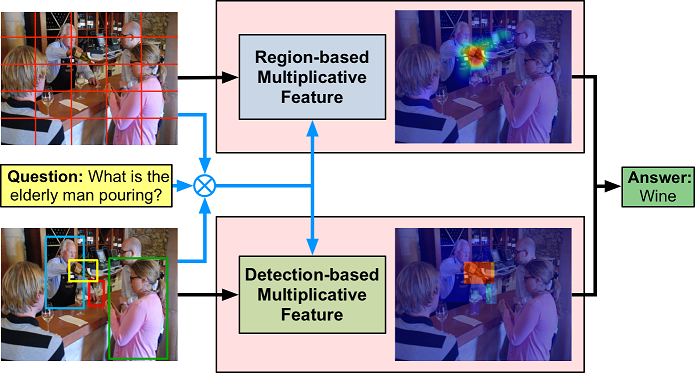 Region-based
Multiplicative
Feature
Question: What is the
elderly man pouring?
Answer:
Wine
Detection-based
Multiplicative
Feature